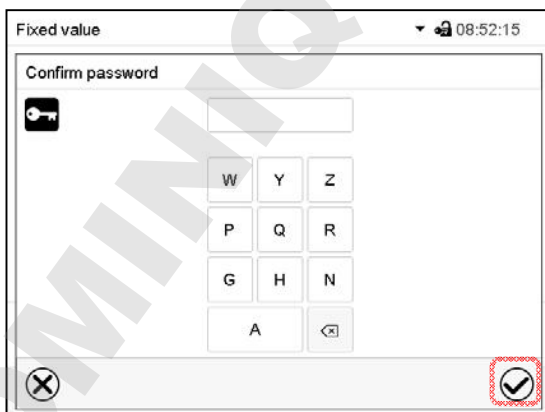 Fixed value 08:52:15
Confirm password
W Y Z
P Q R
G H N
A